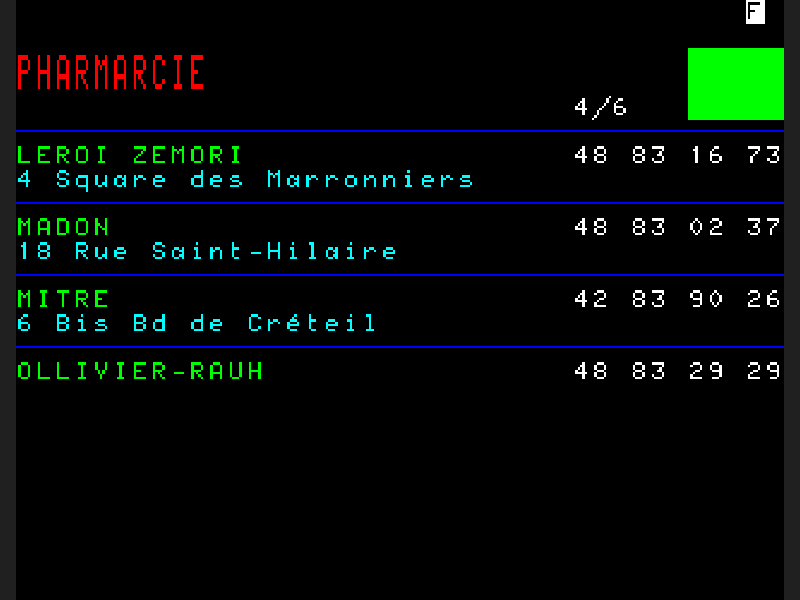 F
PHARMARCIE
4/6
LEROI ZEMORI 48 83 16 73
4 Square des Marronniers
MADON 48 83 02 37
18 Rue Saint-Hilaire
MITRE 42 83 90 26
6 Bis Bd de Créteil
OLLIVIER-RAUH 48 83 29 29